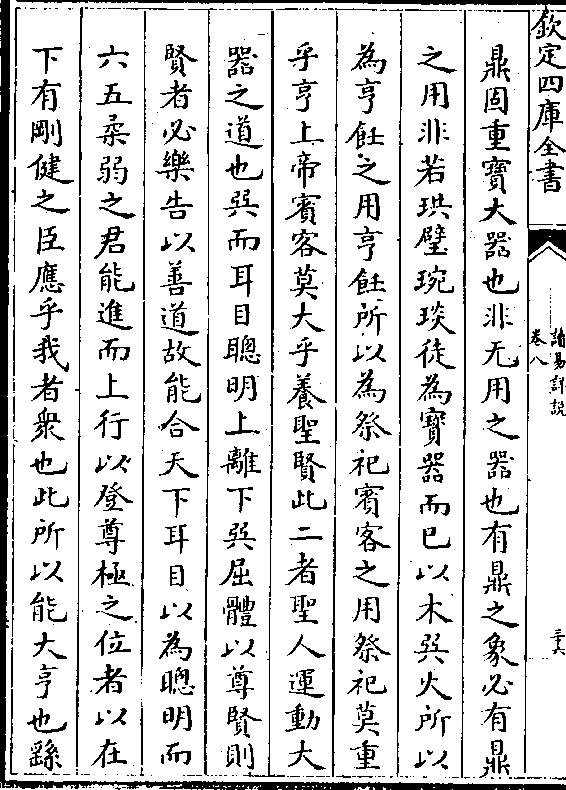 欽定四庫全書
讀易詳說
卷八
三六
鼎固重寶大器也非无用之器也有鼎之象必有鼎
之用非若珙璧琬琰徒為寶器而已以木巽火所以
為亨飪之用亨飪所以為祭祀賓客之用祭祀莫重
乎亨上帝賓客莫大乎養聖賢此二者聖人運動大
器之道也巽而耳目聰明上離下巽屈體以尊賢則
賢者必樂告以善道故能合天下耳目以為聰明而
六五柔弱之君能進而上行以登尊極之位者以在
下有剛健之臣應乎我者衆也此所以能大亨也繇